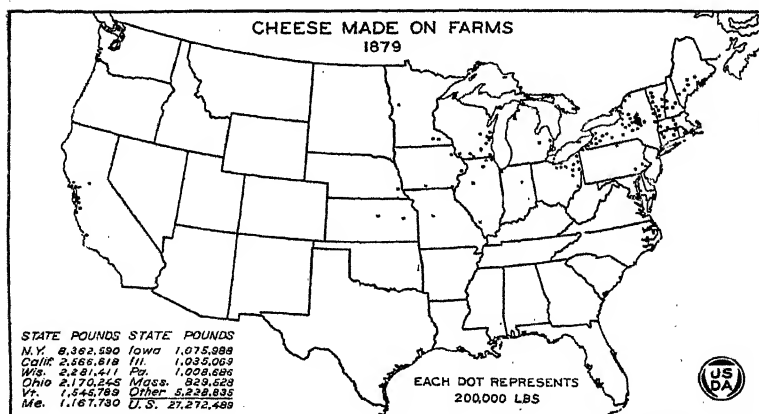 CHEESE MADE ON FARMS
1879
STATE POUNDS STATE POUNDS
N.Y. 8,362,590 Iowa 1,075,988
Calif. 2,566,618 Ill. 1,035,069
Wis. 2,281,411 Pa. 1,008,686
Ohio 2,170,245 Mass. 829,528
Vt. 1,545,789 Other 5,228,835
Me. 1,167,730 U.S. 27,272,489
EACH DOT REPRESENTS
200,000 LBS
US
DA